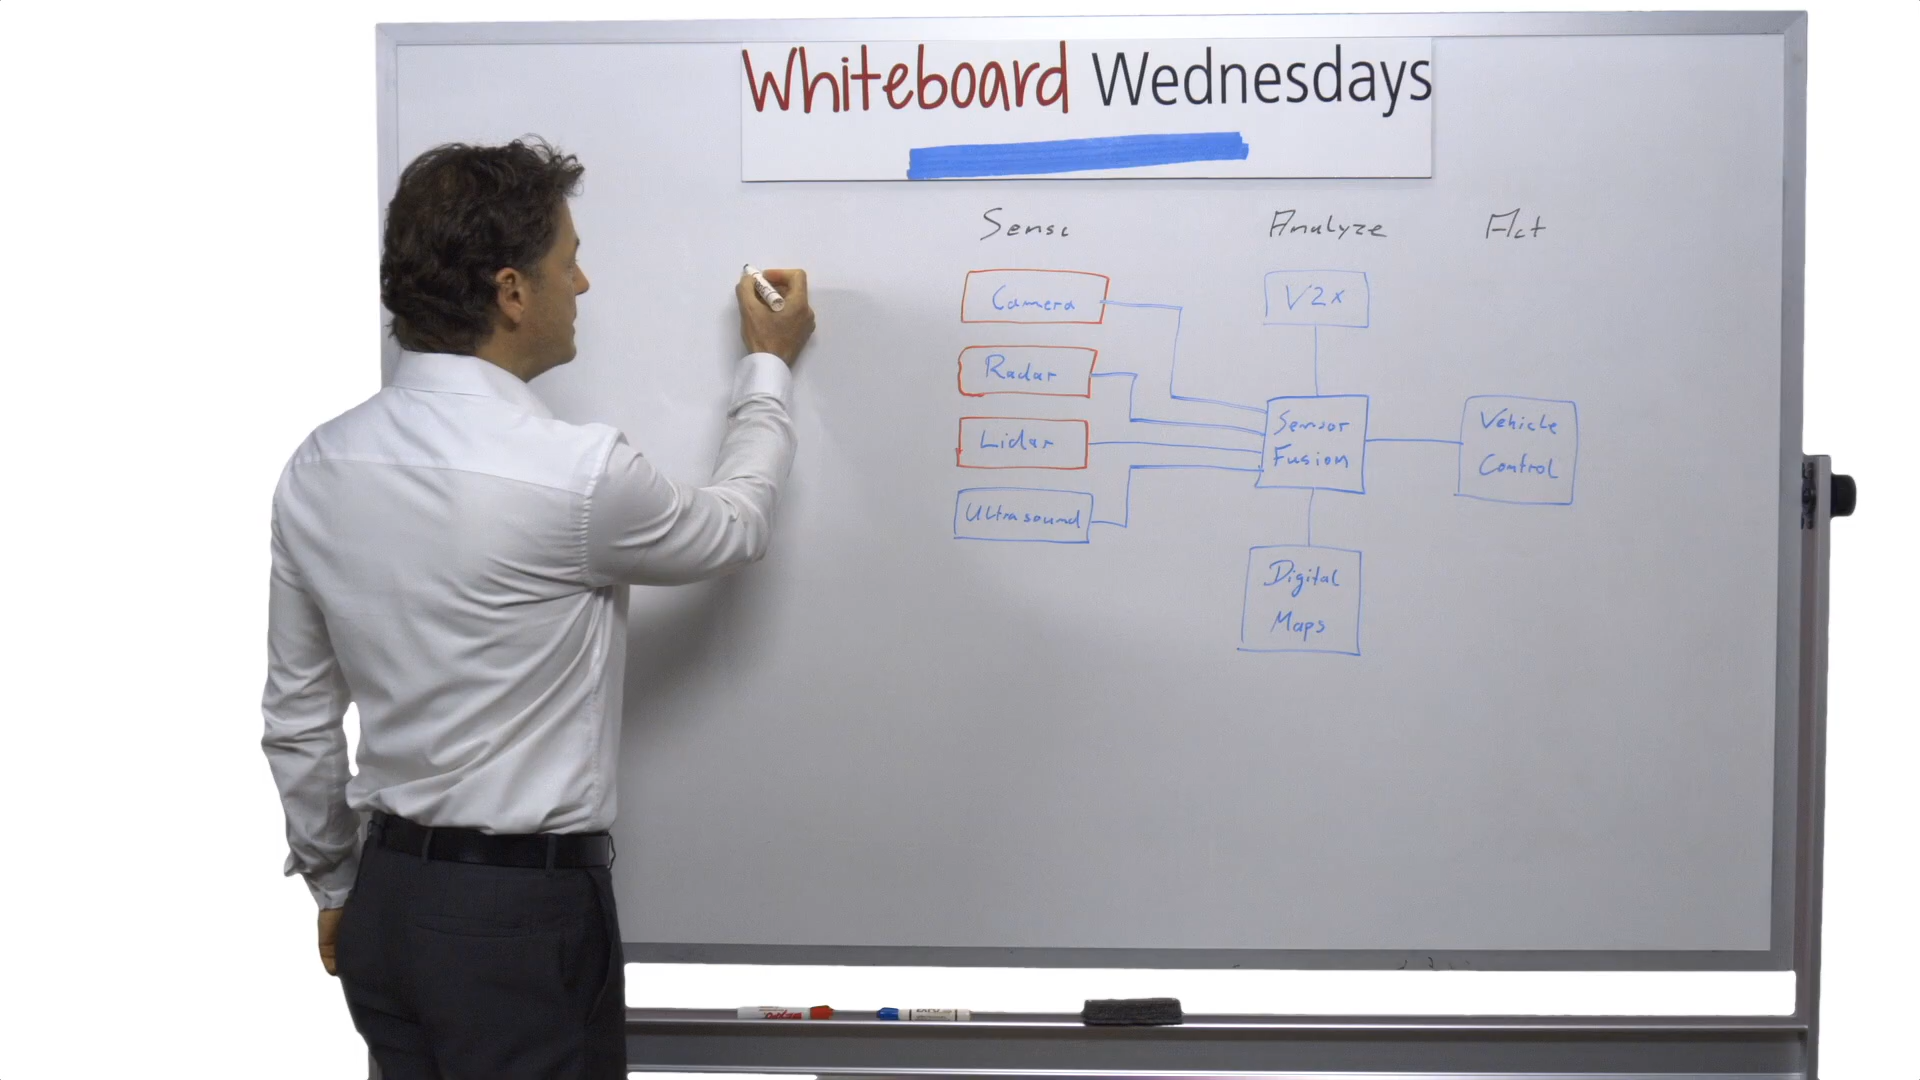 Whiteboard Wednesdays
Sense Analyze Act
Camera
V2x
Radar
Lidar
Sensor
Fusion
Vehicle
Control
Ultrasound
Digital
Maps